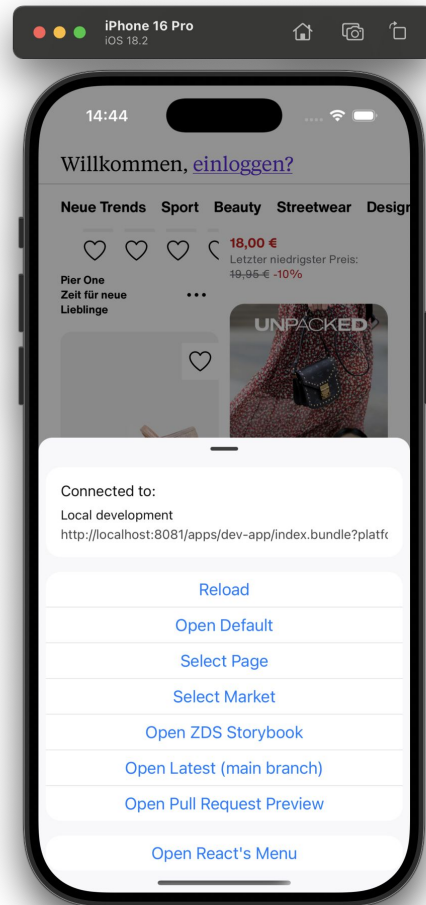 iPhone 16 Pro
iOS 18.2
14:44
Willkommen, einloggen?
Neue Trends Sport Beauty Streetwear Design
18,00 €
Letzter niedrigster Preis:
19,95 € -10%
Pier One
Zeit für neue
Lieblinge
UNPACKED
Connected to:
Local development
http://localhost:8081/apps/dev-app/index.bundle?platfo
Reload
Open Default
Select Page
Select Market
Open ZDS Storybook
Open Latest (main branch)
Open Pull Request Preview
Open React's Menu